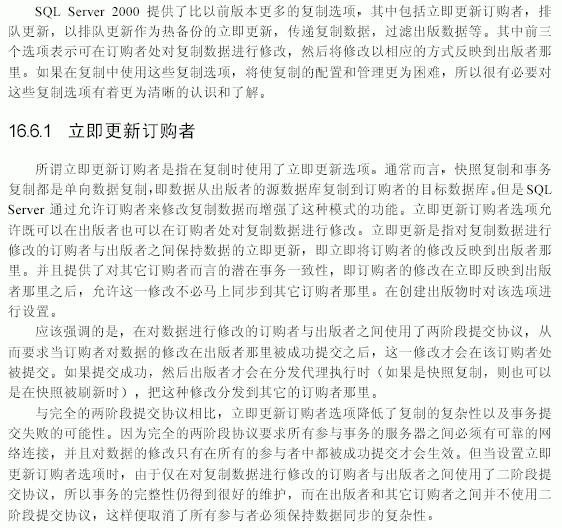 SQL Server 2000 提供了比以前版本更多的复制选项，其中包括立即更新订购者，排
队更新，以排队更新作为热备份的立即更新，传递复制数据，过滤出版数据等。其中前三
个选项表示可在订购者处对复制数据进行修改，然后将修改以相应的方式反映到出版者那
里。如果在复制中使用这些复制选项，将使复制的配置和管理更为困难，所以很有必要对
这些复制选项有着更为清晰的认识和了解。
16.6.1 立即更新订购者
所谓立即更新订购者是指在复制时使用了立即更新选项。通常而言，快照复制和事务
复制都是单向数据复制，即数据从出版者的源数据库复制到订购者的目标数据库。但是 SQL
Server 通过允许订购者来修改复制数据而增强了这种模式的功能。立即更新订购者选项允
许既可以在出版者也可以在订购者处对复制数据进行修改。立即更新是指对复制数据进行
修改的订购者与出版者之间保持数据的立即更新，即立即将订购者的修改反映到出版者那
里。并且提供了对其它订购者而言的潜在事务一致性，即订购者的修改在立即反映到出版
者那里之后，允许这一修改不必马上同步到其它订购者那里。在创建出版物时对该选项进
行设置。
应该强调的是，在对数据进行修改的订购者与出版者之间使用了两阶段提交协议，从
而要求当订购者对数据的修改在出版者那里被成功提交之后，这一修改才会在该订购者处
被提交。如果提交成功，然后出版者才会在分发代理执行时（如果是快照复制，则也可以
是在快照被刷新时），把这种修改分发到其它的订购者那里。
与完全的两阶段提交协议相比，立即更新订购者选项降低了复制的复杂性以及事务提
交失败的可能性。因为完全的两阶段协议要求所有参与事务的服务器之间必须有可靠的网
络连接，并且对数据的修改只有在所有的参与者中都被成功提交才会生效。但当设置立即
更新订购者选项时，由于仅在对复制数据进行修改的订购者与出版者之间使用了二阶段提
交协议，所以事务的完整性仍得到很好的维护，而在出版者和其它订购者之间并不使用二
阶段提交协议，这样便取消了所有参与者必须保持数据同步的复杂性。